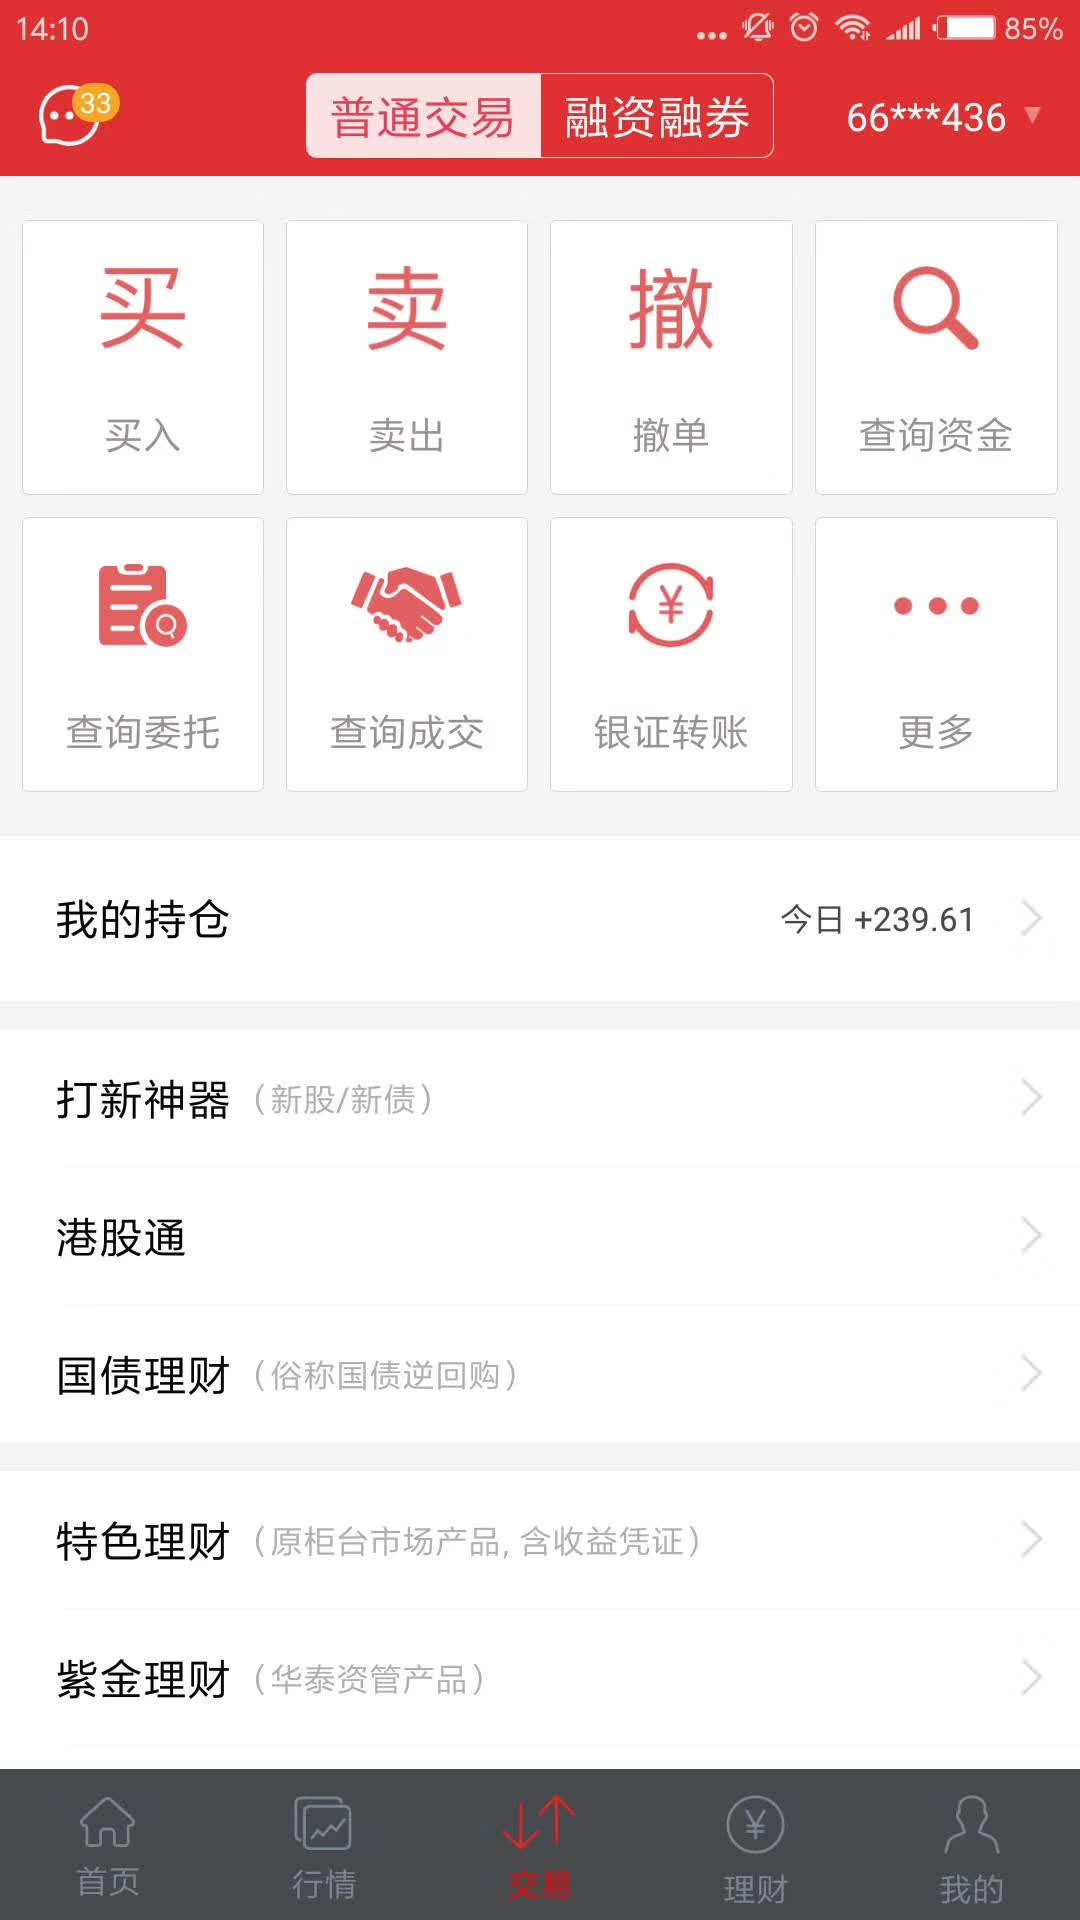 14:10 85%
33 普通交易 融资融券 66***436
买 卖 撤
买入 卖出 撤单 查询资金
查询委托 查询成交 银证转账 更多
我的持仓 今日 +239.61
打新神器（新股/新债）
港股通
国债理财（俗称国债逆回购）
特色理财（原柜台市场产品, 含收益凭证）
紫金理财（华泰资管产品）
首页 行情 交易 理财 我的